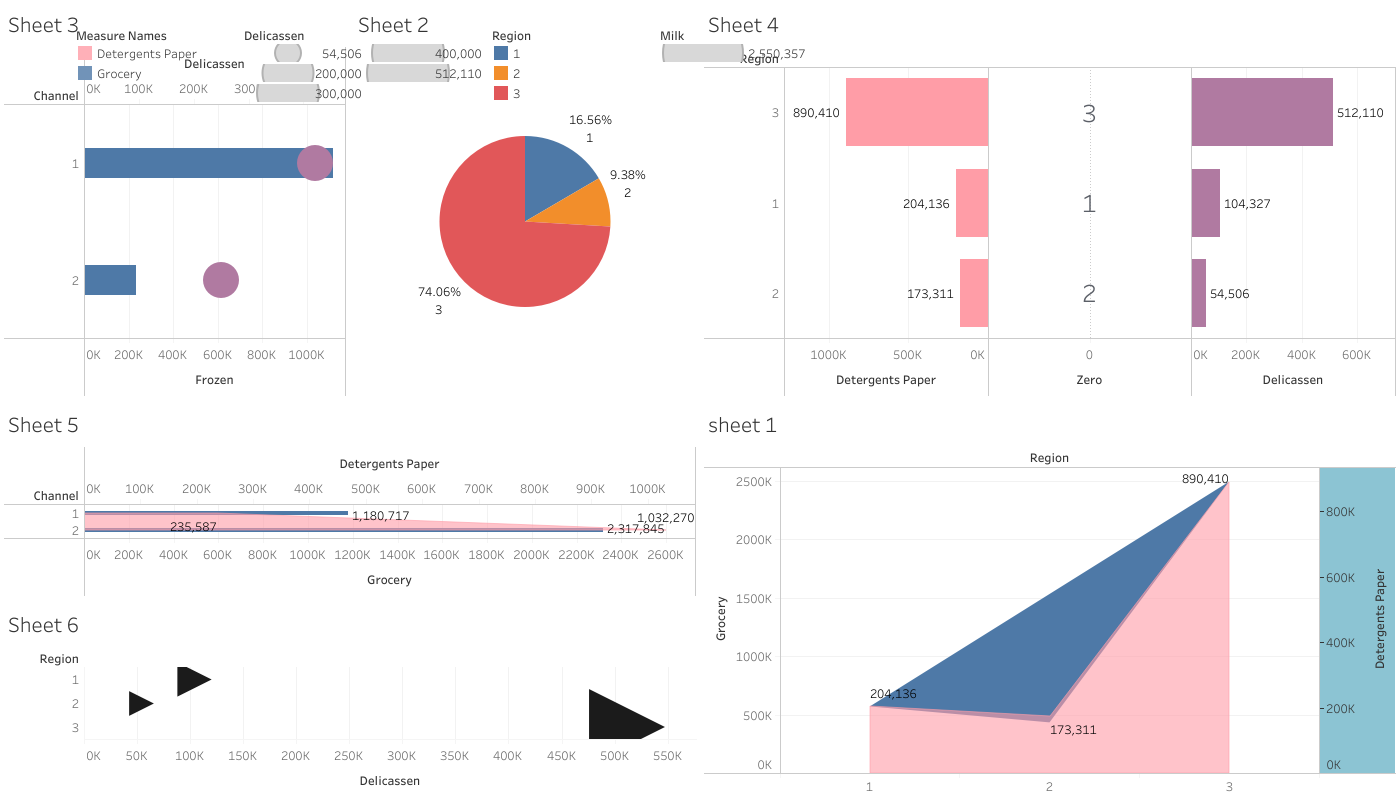 Sheet 3
Measure Names
Detergents Paper
Grocery
Delicassen
54,506
Delicassen
200,000
300,000
Channel
0K 100K 200K 300
1
2
0K 200K 400K 600K 800K 1000K
Frozen
Sheet 2
400,000
512,110
Region
1
2
3
16.56%
1
9.38%
2
74.06%
3
Milk
2,550,357
Sheet 4
Region
3 890,410 3 512,110
1 204,136 1 104,327
2 173,311 2 54,506
1000K 500K 0K 0 0K 200K 400K 600K
Detergents Paper Zero Delicassen
Sheet 5
Detergents Paper
0K 100K 200K 300K 400K 500K 600K 700K 800K 900K 1000K
Channel
1 1,180,717 1,032,270
2 235,587 2,317,845
0K 200K 400K 600K 800K 1000K 1200K 1400K 1600K 1800K 2000K 2200K 2400K 2600K
Grocery
Sheet 6
Region
1
2
3
0K 50K 100K 150K 200K 250K 300K 350K 400K 450K 500K 550K
Delicassen
sheet 1
Region
890,410
2500K
2000K
1500K
1000K
500K
0K
Grocery
204,136
173,311
800K
600K
400K
200K
0K
Detergents Paper
1 2 3